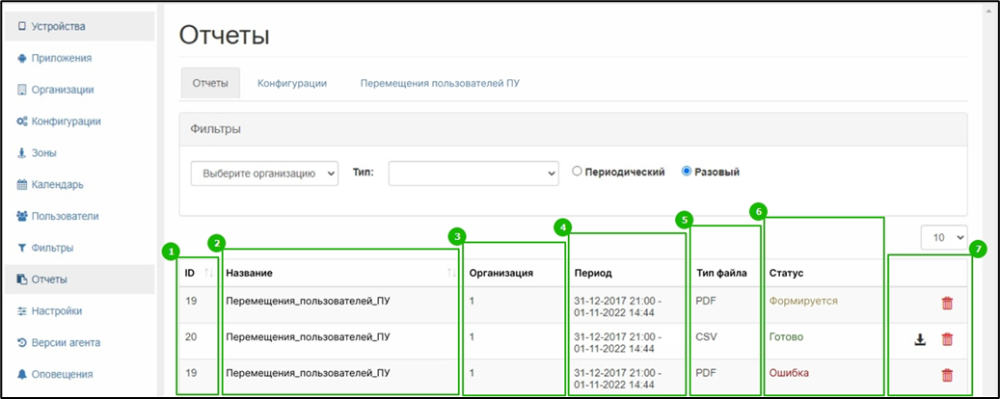 Устройства
Приложения
Организации
Конфигурации
Зоны
Календарь
Пользователи
Фильтры
Отчеты
Настройки
Версии агента
Оповещения
Отчеты
Отчеты Конфигурации Перемещения пользователей ПУ
Фильтры
Выберите организацию Тип: Периодический Разовый
10
1 2 3 4 5 6 7
ID Название Организация Период Тип файла Статус
19 Перемещения_пользователей_ПУ 1 31-12-2017 21:00 - PDF Формируется
01-11-2022 14:44
20 Перемещения_пользователей_ПУ 1 31-12-2017 21:00 - CSV Готово
01-11-2022 14:44
19 Перемещения_пользователей_ПУ 1 31-12-2017 21:00 - PDF Ошибка
01-11-2022 14:44